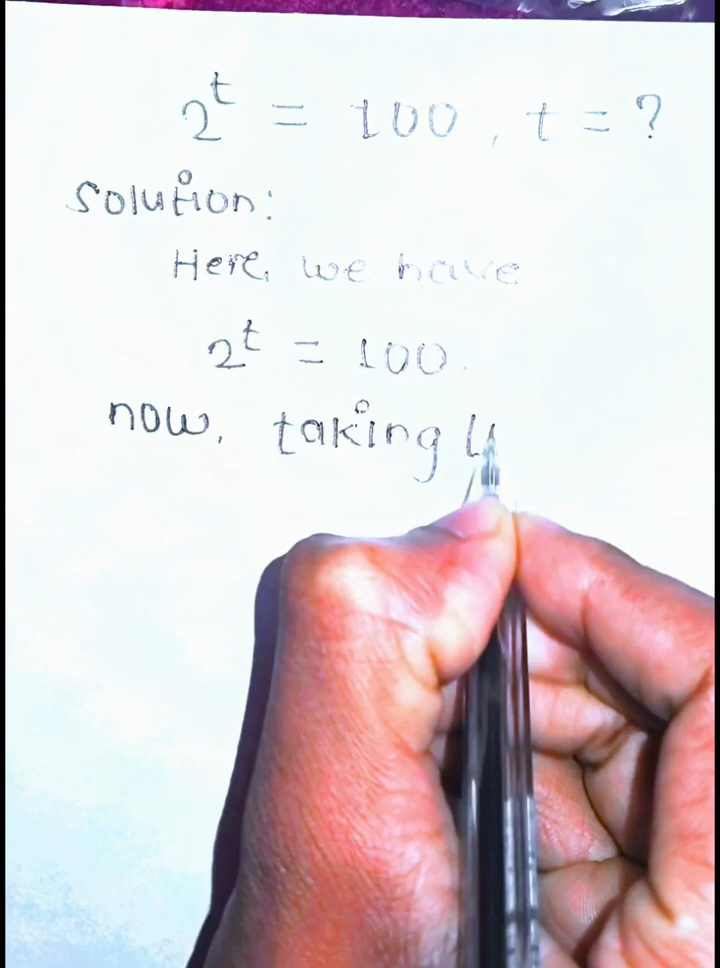 2^t = 100, t = ?
Solution:
Here, we have
2^t = 100.
now, taking